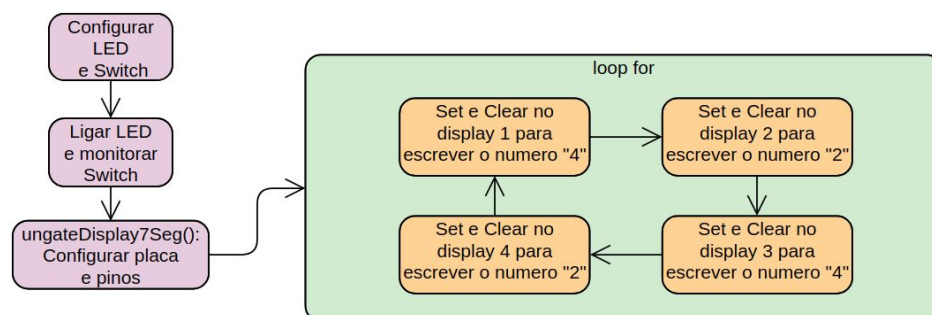 Configurar
LED
e Switch
Ligar LED
e monitorar
Switch
ungateDisplay7Seg():
Configurar placa
e pinos
loop for
Set e Clear no
display 1 para
escrever o numero "4"
Set e Clear no
display 2 para
escrever o numero "2"
Set e Clear no
display 4 para
escrever o numero "2"
Set e Clear no
display 3 para
escrever o numero "4"